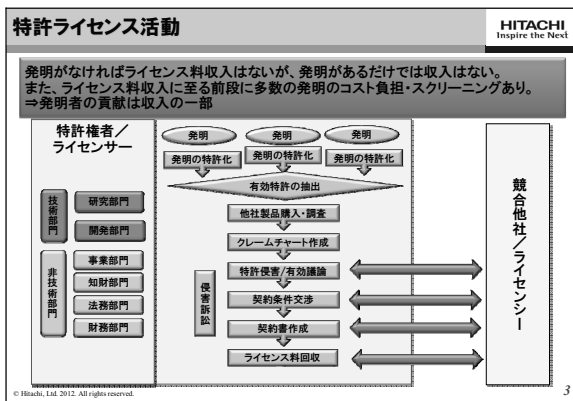 特許ライセンス活動
HITACHI
Inspire the Next
発明がなければライセンス料収入はないが、発明があるだけでは収入はない。
また、ライセンス料収入に至る前段に多数の発明のコスト負担・スクリーニングあり。
⇒発明者の貢献は収入の一部
特許権者／
ライセンサー
技術部門
研究部門
開発部門
非技術部門
事業部門
知財部門
法務部門
財務部門
発明
発明
発明
発明の特許化
発明の特許化
発明の特許化
有効特許の抽出
他社製品購入・調査
クレームチャート作成
特許侵害/有効議論
契約条件交渉
契約書作成
ライセンス料回収
侵害訴訟
競合他社／ライセンシー
© Hitachi, Ltd. 2012. All rights reserved.
3